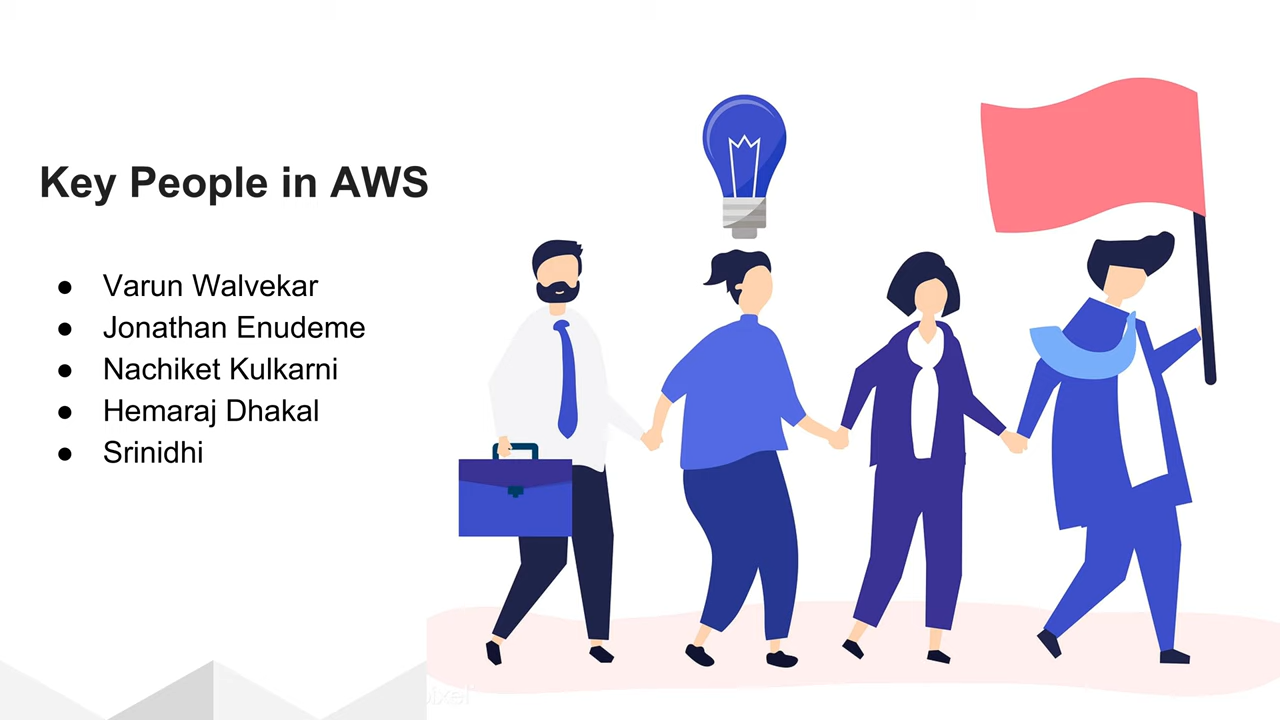 Key People in AWS
● Varun Walvekar
● Jonathan Enudeme
● Nachiket Kulkarni
● Hemaraj Dhakal
● Srinidhi